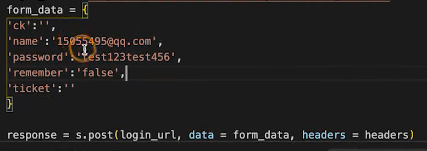 form_data = {
'ck':'',
'name':'15055495@qq.com',
'password':'test123test456',
'remember':'false',
'ticket':''
}
response = s.post(login_url, data = form_data, headers = headers)